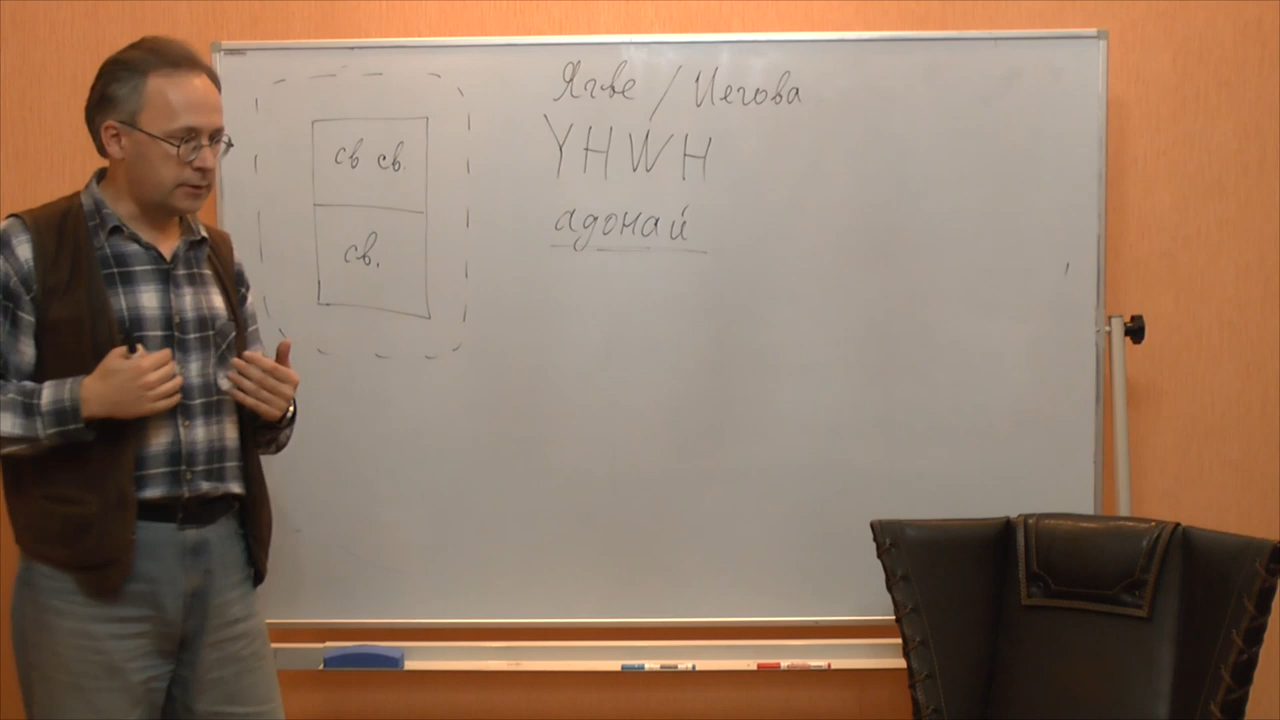 св св.
св.
Ягве / Иегова
YHWH
адонай